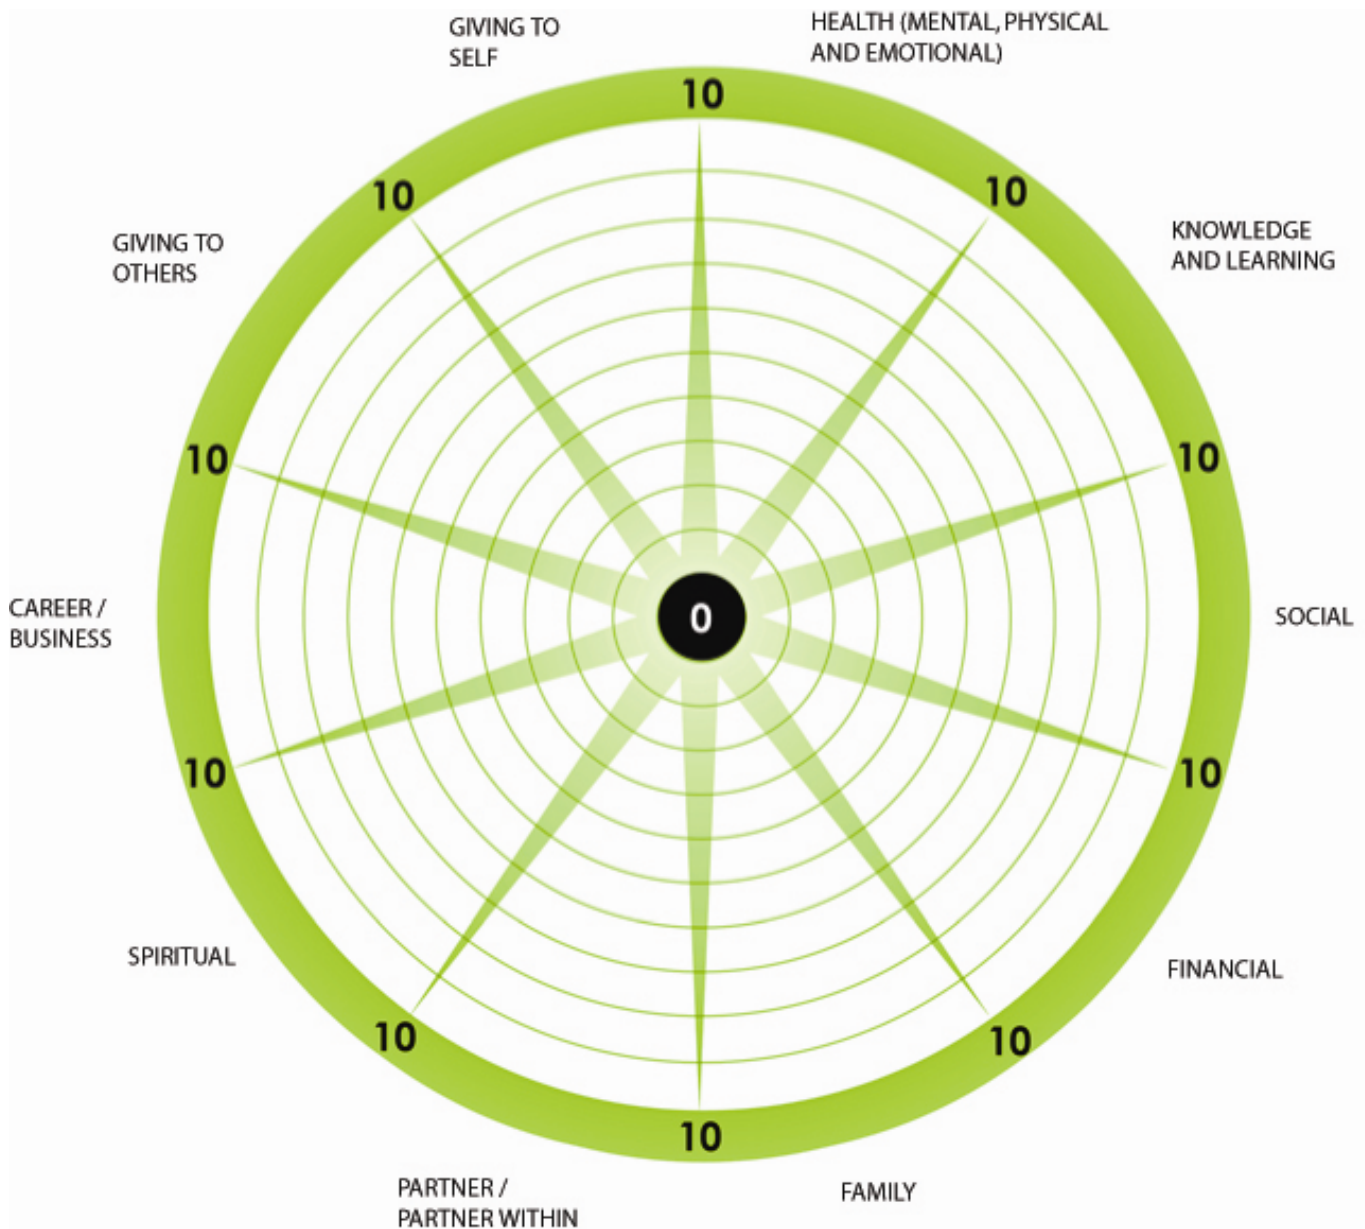 GIVING TO
SELF
HEALTH (MENTAL, PHYSICAL
AND EMOTIONAL)
10
10
10
GIVING TO
OTHERS
KNOWLEDGE
AND LEARNING
10
10
CAREER /
BUSINESS
0
SOCIAL
10
10
SPIRITUAL
FINANCIAL
10
10
10
PARTNER /
PARTNER WITHIN
FAMILY